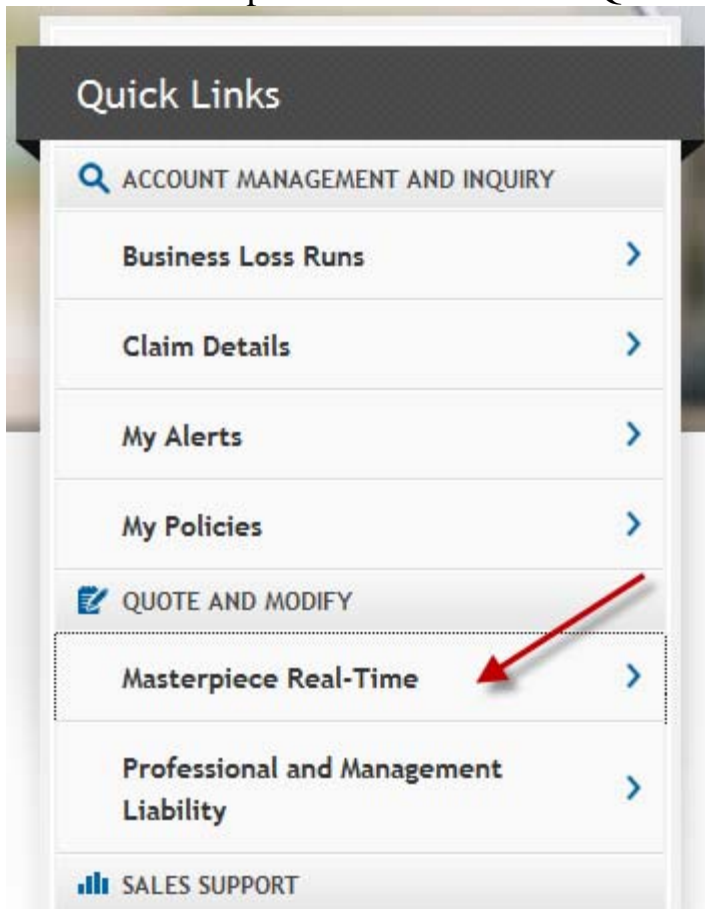 Quick Links
ACCOUNT MANAGEMENT AND INQUIRY
Business Loss Runs
Claim Details
My Alerts
My Policies
QUOTE AND MODIFY
Masterpiece Real-Time
Professional and Management
Liability
SALES SUPPORT